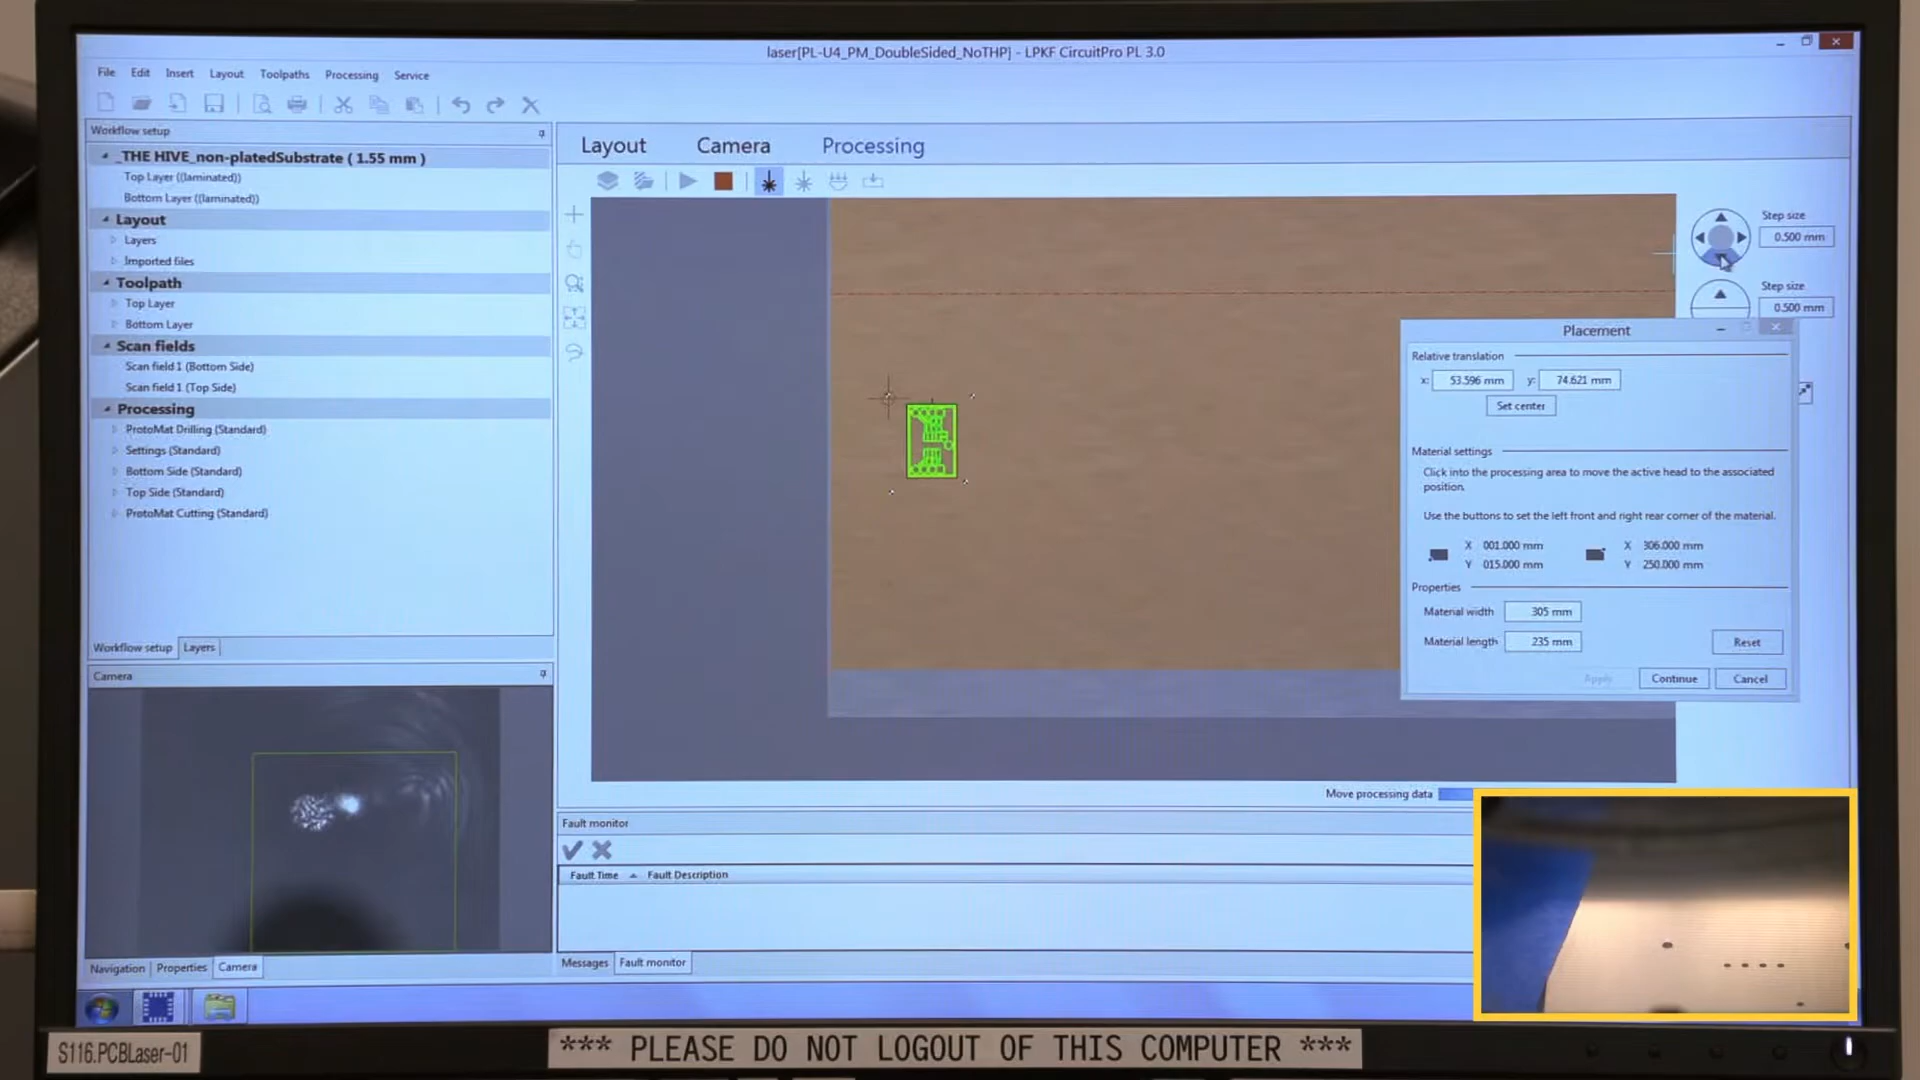 laser[PL-U4_PM_DoubleSided_NoTHP] - LPKF CircuitPro PL 3.0
File Edit Insert Layout Toolpaths Processing Service
Workflow setup
_THE HIVE_non-platedSubstrate ( 1.55 mm )
Top Layer ((laminated))
Bottom Layer ((laminated))
Layout
Layers
Imported files
Toolpath
Top Layer
Bottom Layer
Scan fields
Scan field 1 (Bottom Side)
Scan field 1 (Top Side)
Processing
ProtoMat Drilling (Standard)
Settings (Standard)
Bottom Side (Standard)
Top Side (Standard)
ProtoMat Cutting (Standard)
Workflow setup Layers
Camera
Navigation Properties Camera
Layout Camera Processing
Step size
0.500 mm
Step size
0.500 mm
Placement
Relative translation
x: 53.596 mm y: 74.621 mm
Set center
Material settings
Click into the processing area to move the active head to the associated
position.
Use the buttons to set the left front and right rear corner of the material.
X 001.000 mm X 306.000 mm
Y 015.000 mm Y 250.000 mm
Properties
Material width 305 mm
Material length 235 mm
Reset
Apply Continue Cancel
Move processing data
Fault monitor
Fault Time Fault Description
Messages Fault monitor
S116.PCBLaser-01
*** PLEASE DO NOT LOGOUT OF THIS COMPUTER ***